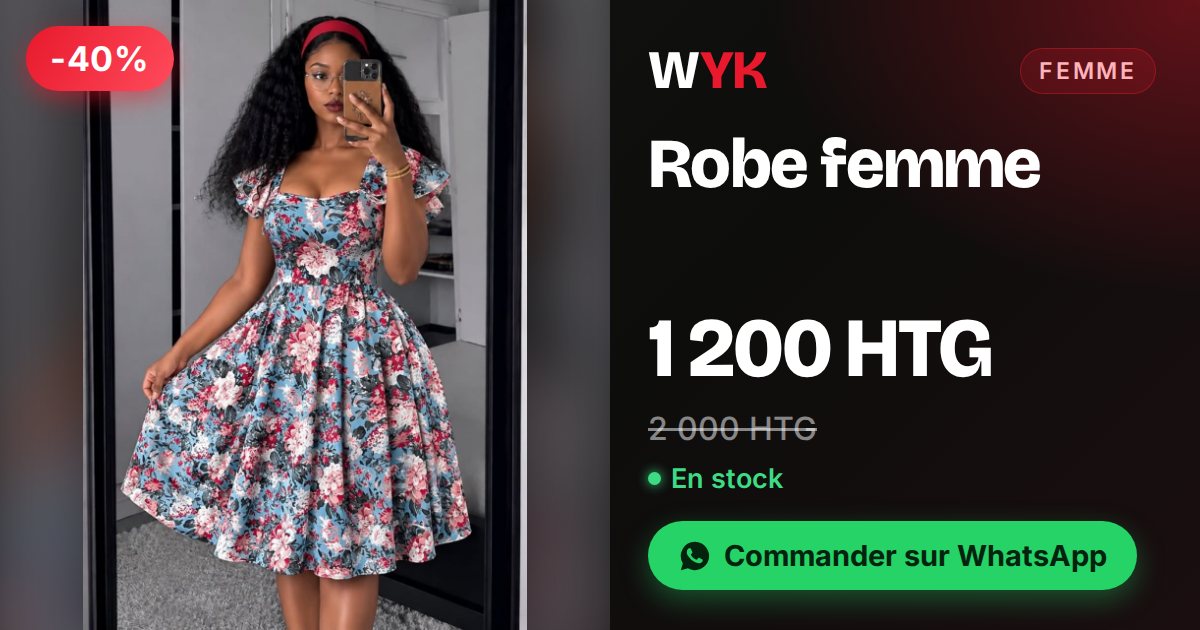 -40%
WYK
FEMME
Robe femme
1 200 HTG
2 000 HTG
En stock
Commander sur WhatsApp